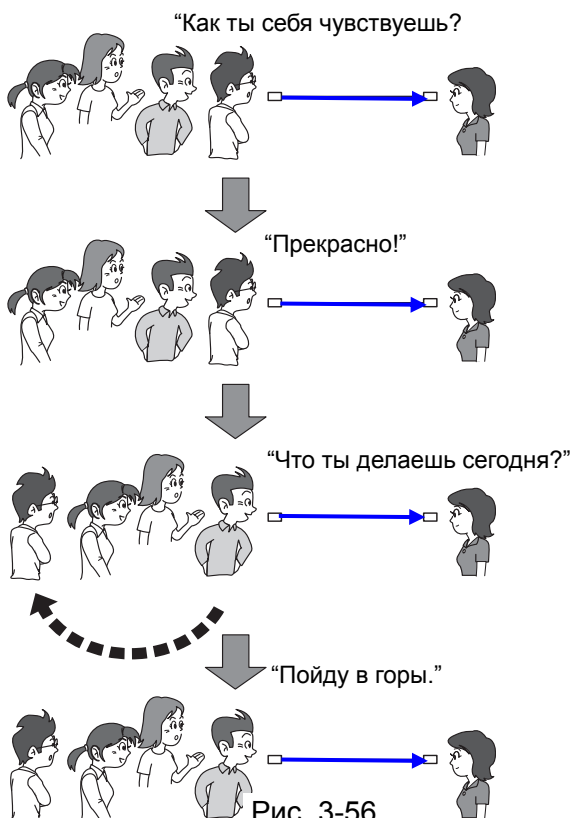 “Как ты себя чувствуешь?
“Прекрасно!”
“Что ты делаешь сегодня?”
“Пойду в горы.”
Рис. 3-56